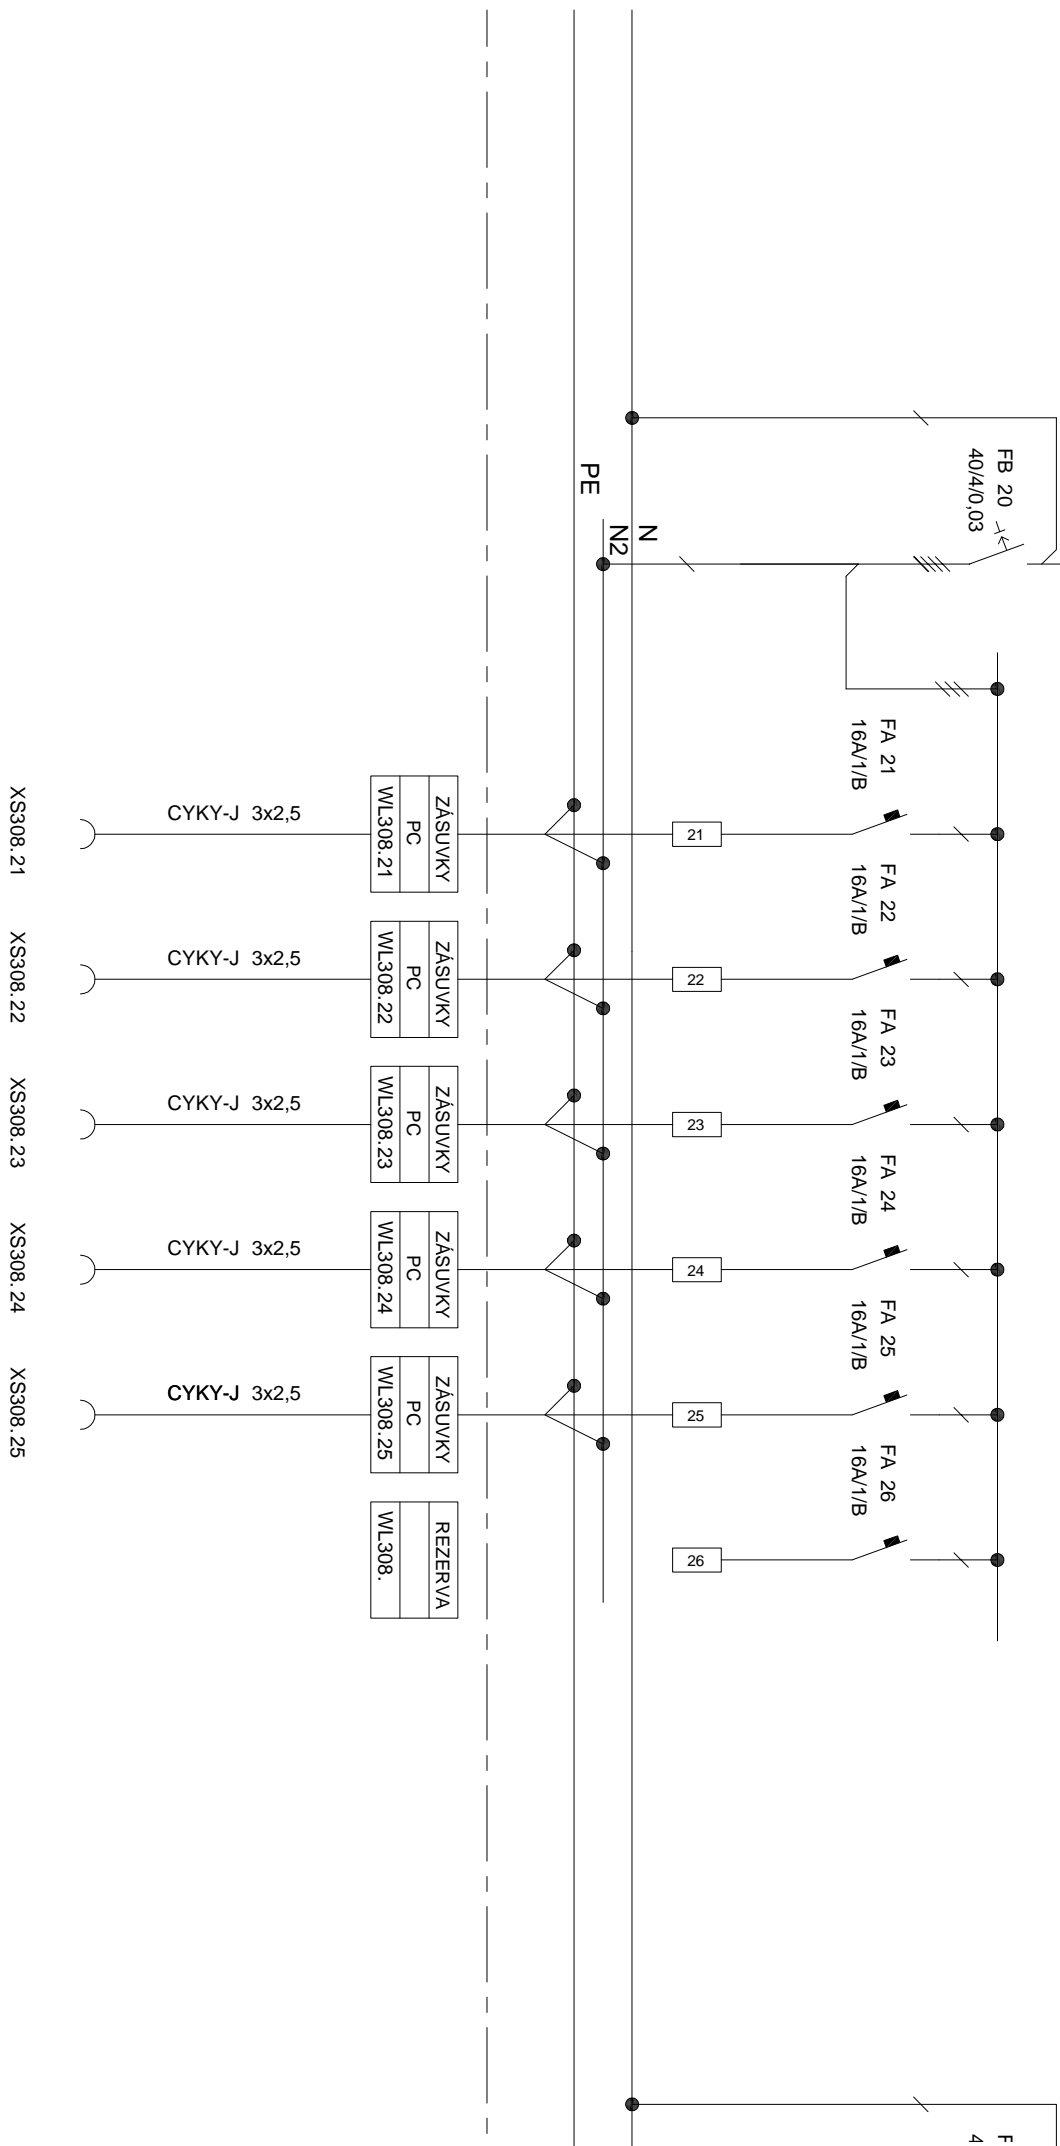 FB 20
40/4/0,03
N
N2
PE
FA 21
16A/1/B
FA 22
16A/1/B
FA 23
16A/1/B
FA 24
16A/1/B
FA 25
16A/1/B
FA 26
16A/1/B
21
22
23
24
25
26
ZÁSUVKY
PC
WL308.21
ZÁSUVKY
PC
WL308.22
ZÁSUVKY
PC
WL308.23
ZÁSUVKY
PC
WL308.24
ZÁSUVKY
PC
WL308.25
REZERVA
WL308.
CYKY-J 3x2,5
CYKY-J 3x2,5
CYKY-J 3x2,5
CYKY-J 3x2,5
CYKY-J 3x2,5
XS308.21
XS308.22
XS308.23
XS308.24
XS308.25